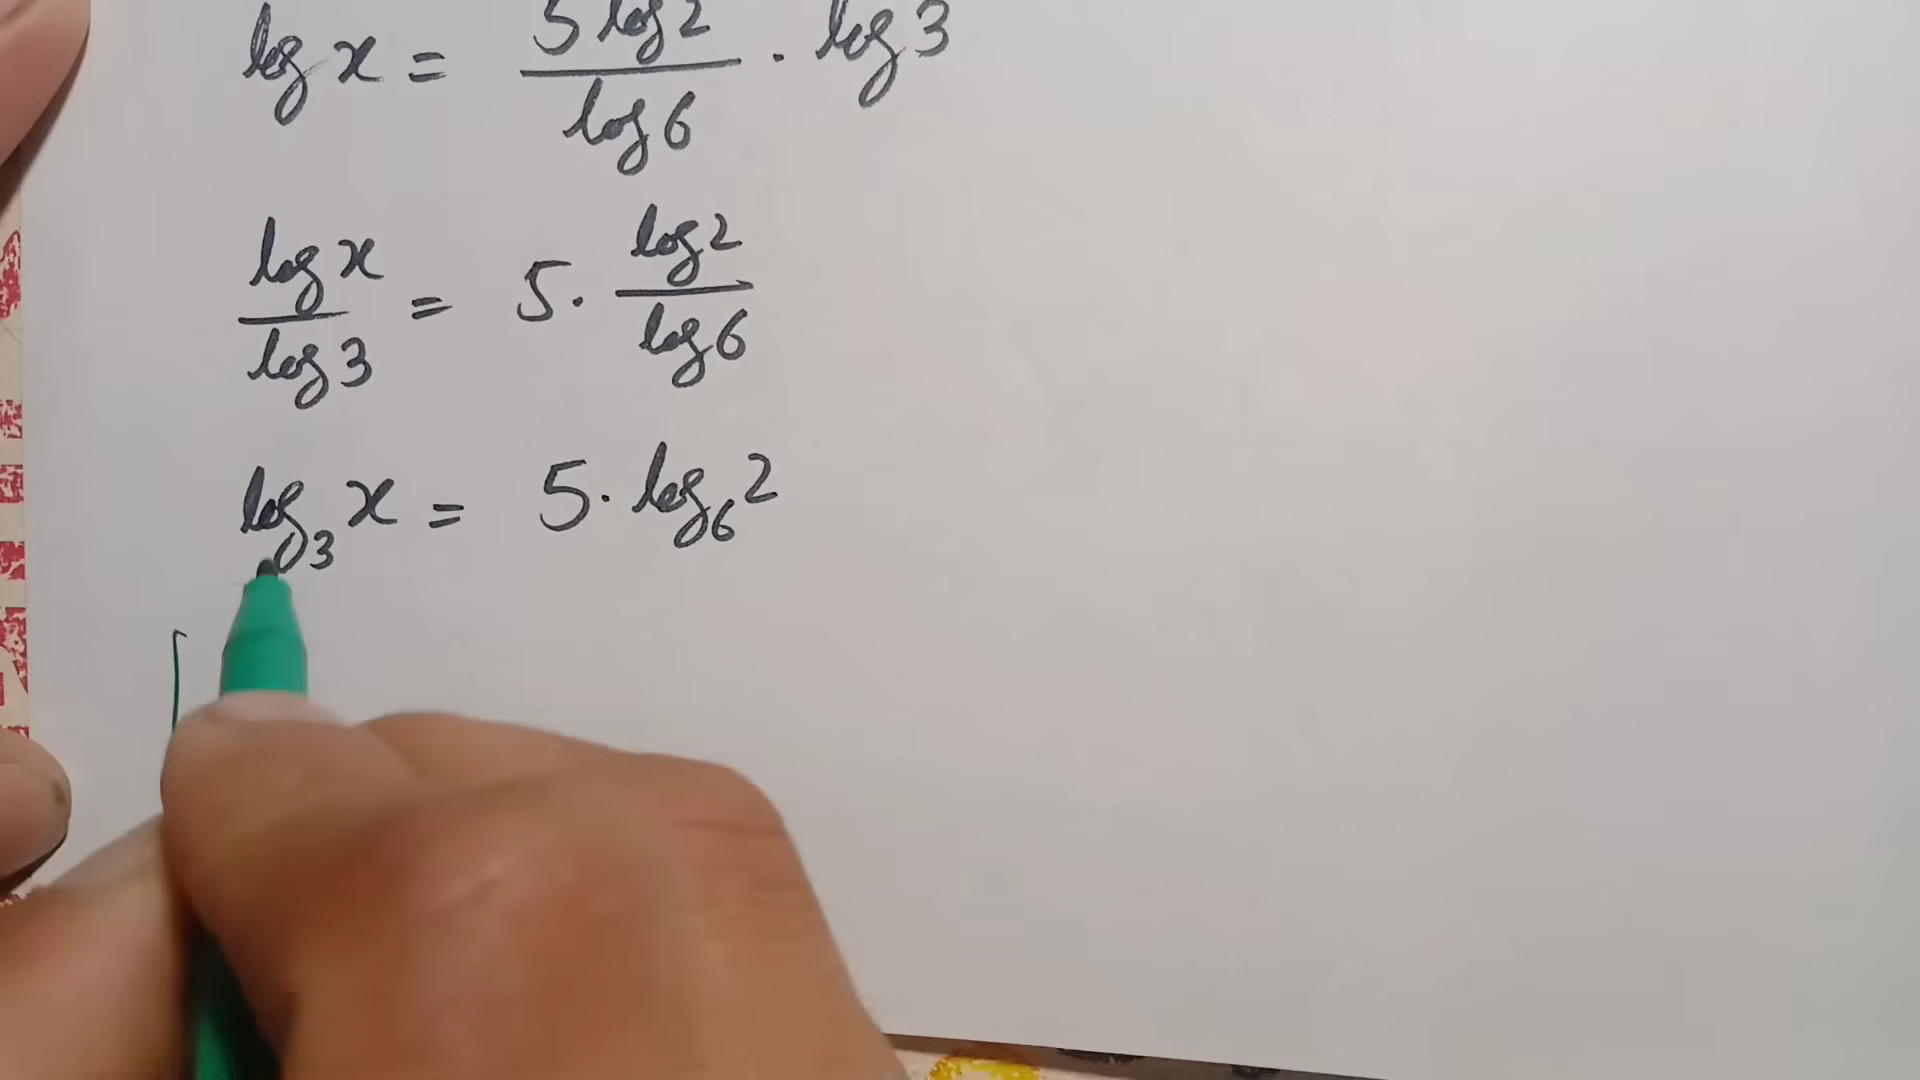 log x = 5 log 2 / log 6 · log 3
log x / log 3 = 5 · log 2 / log 6
log₃ x = 5 · log₆ 2